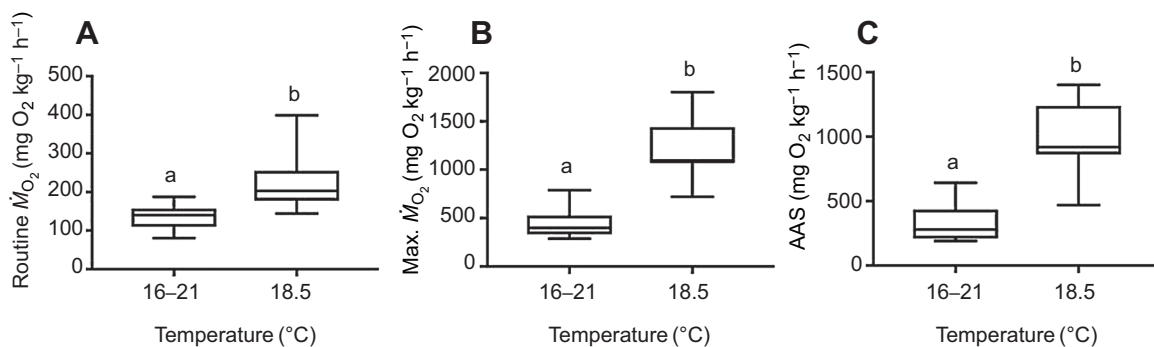 A
Routine ṀO₂ (mg O₂ kg⁻¹ h⁻¹)
500
400
300
200
100
0
a
b
16–21
18.5
Temperature (°C)
B
Max. ṀO₂ (mg O₂ kg⁻¹ h⁻¹)
2000
1500
1000
500
0
a
b
16–21
18.5
Temperature (°C)
C
AAS (mg O₂ kg⁻¹ h⁻¹)
1500
1000
500
0
a
b
16–21
18.5
Temperature (°C)